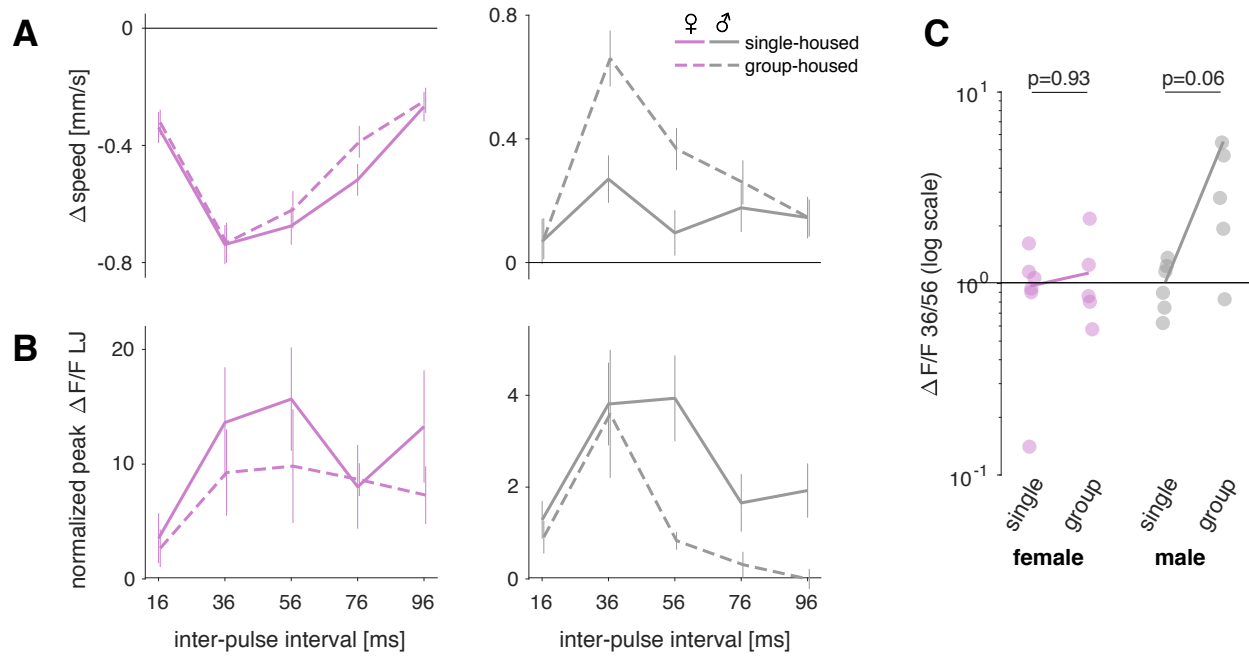 A
0
-0.4
-0.8
Δspeed [mm/s]
0.8
0.4
0
♀ ♂
single-housed
group-housed
B
20
10
0
normalized peak ΔF/F LJ
16 36 56 76 96
inter-pulse interval [ms]
4
2
0
16 36 56 76 96
inter-pulse interval [ms]
C
p=0.93 p=0.06
10¹
10⁰
10⁻¹
ΔF/F 36/56 (log scale)
single group single group
female male